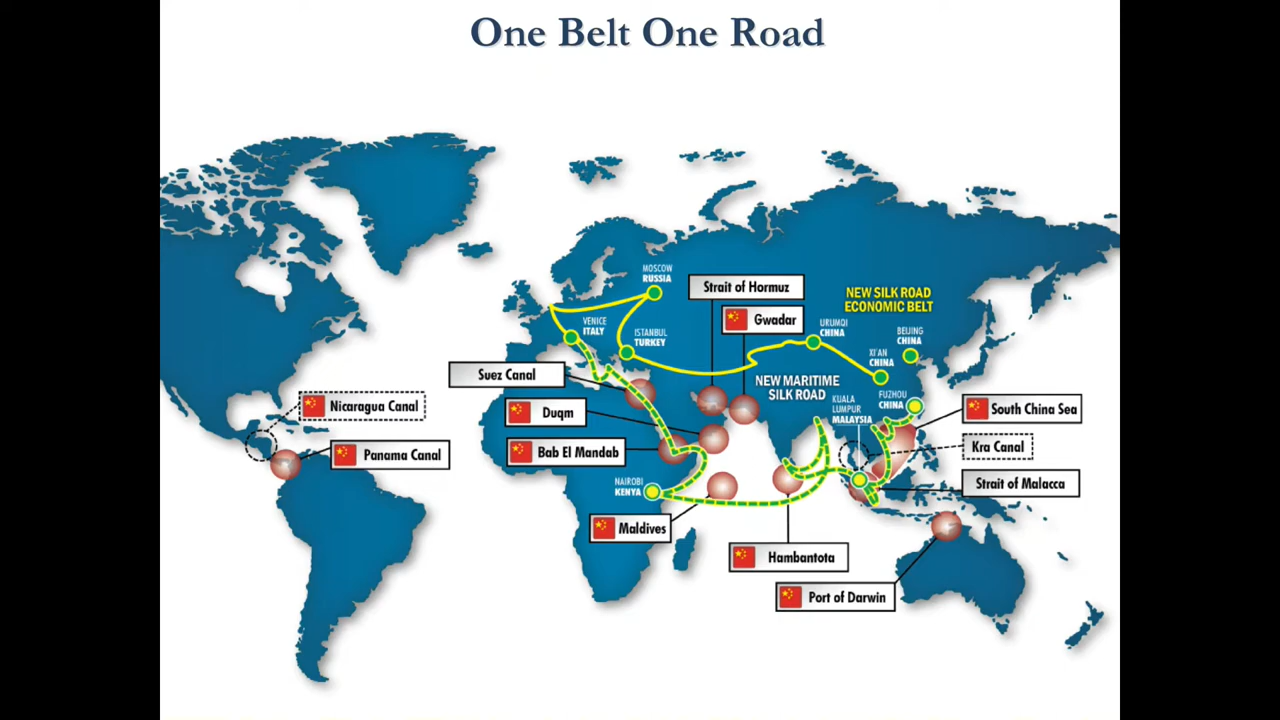 One Belt One Road
MOSCOW
RUSSIA
Strait of Hormuz
NEW SILK ROAD
ECONOMIC BELT
Gwadar
VENICE
ITALY
ISTANBUL
TURKEY
URUMQI
CHINA
BEIJING
CHINA
XI'AN
CHINA
Suez Canal
NEW MARITIME
SILK ROAD
KUALA
LUMPUR
MALAYSIA
FUZHOU
CHINA
Nicaragua Canal
Duqm
South China Sea
Panama Canal
Bab El Mandab
Kra Canal
NAIROBI
KENYA
Strait of Malacca
Maldives
Hambantota
Port of Darwin